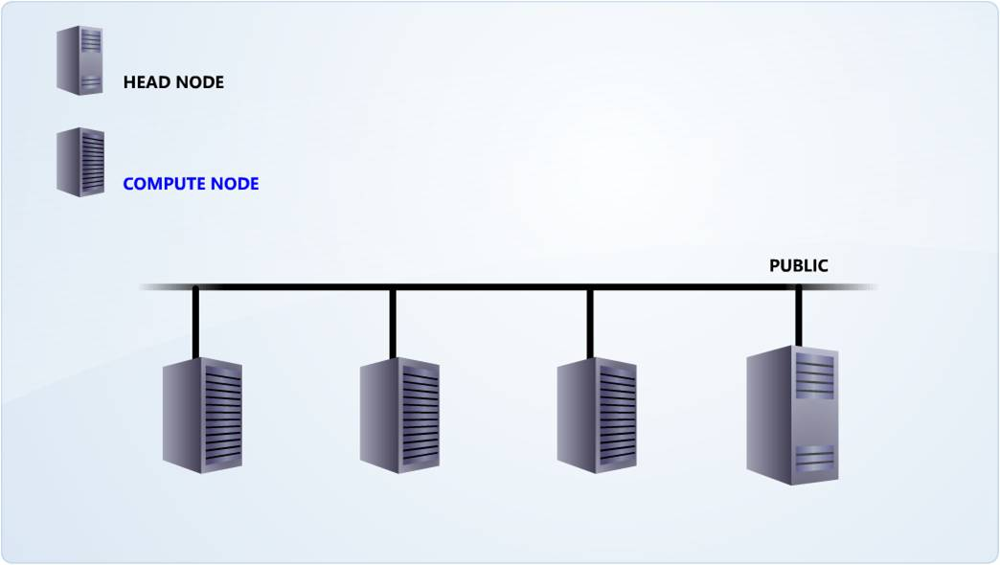 HEAD NODE
COMPUTE NODE
PUBLIC